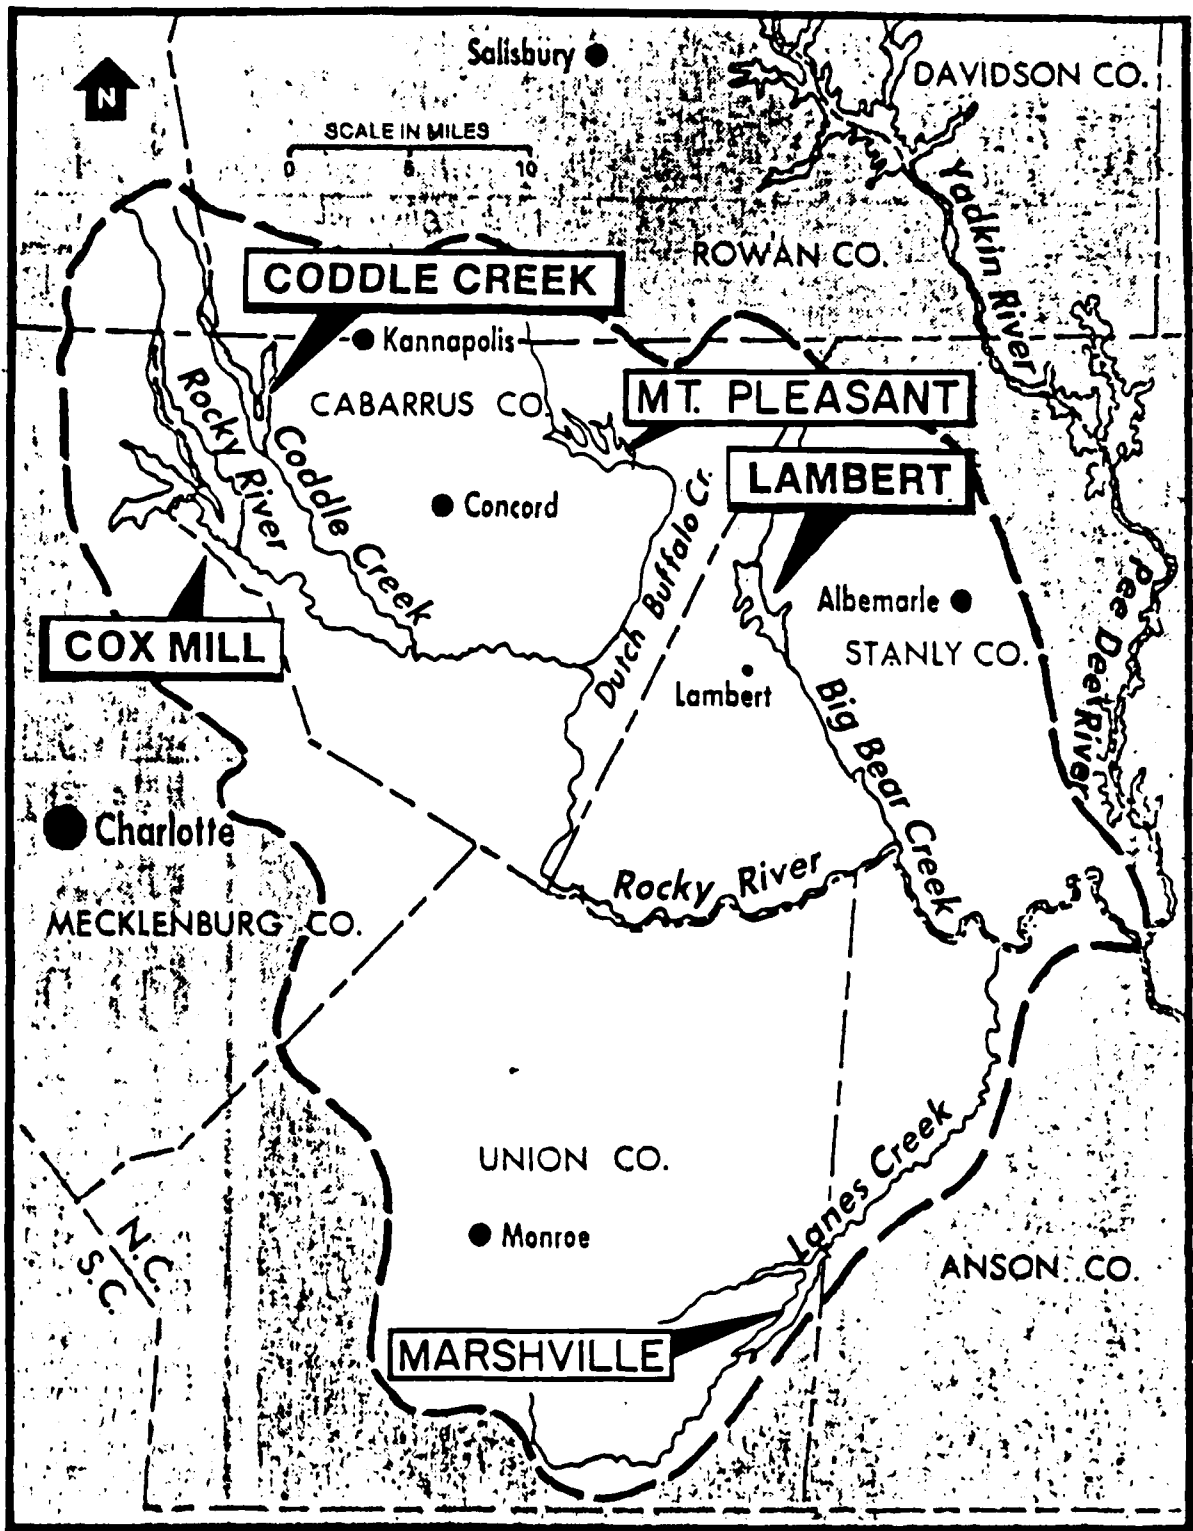 Salisbury
DAVIDSON CO.
N
SCALE IN MILES
0 5 10
Yadkin River
ROWAN CO.
CODDLE CREEK
Kannapolis
MT. PLEASANT
CABARRUS CO.
Rocky River
Coddle Creek
LAMBERT
Concord
Dutch Buffalo Cr.
Pee Dee River
Albemarle
COX MILL
STANLY CO.
Lambert
Big Bear Creek
Charlotte
Rocky River
MECKLENBURG CO.
Lanes Creek
UNION CO.
N.C.
S.C.
Monroe
ANSON CO.
MARSHVILLE